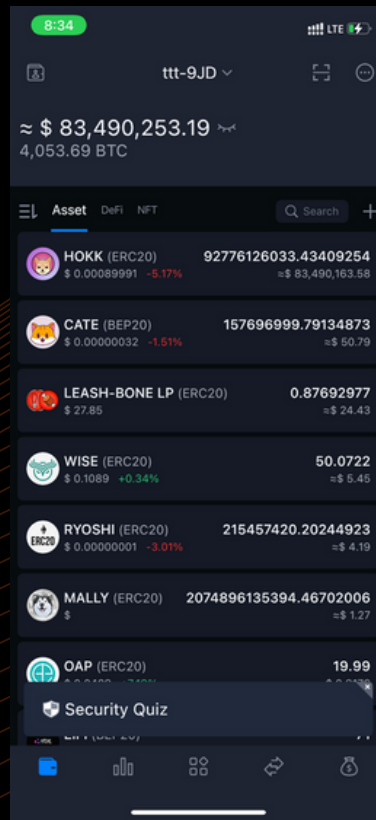 8:34
LTE
ttt-9JD
≈ $ 83,490,253.19
4,053.69 BTC
Asset DeFi NFT Search
HOKK (ERC20) 92776126033.43409254
$ 0.00089991 -5.17% ≈$ 83,490,163.58
CATE (BEP20) 157696999.79134873
$ 0.00000032 -1.51% ≈$ 50.79
LEASH-BONE LP (ERC20) 0.87692977
$ 27.85 ≈$ 24.43
WISE (ERC20) 50.0722
$ 0.1089 +0.34% ≈$ 5.45
ERC20
RYOSHI (ERC20) 215457420.20244923
$ 0.00000001 -3.01% ≈$ 4.19
MALLY (ERC20) 2074896135394.46702006
$ ≈$ 1.27
OAP (ERC20) 19.99
Security Quiz